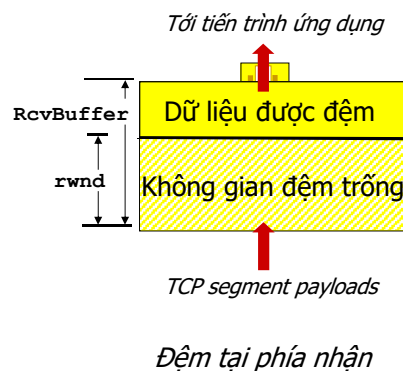 Tới tiến trình ứng dụng
RcvBuffer
Dữ liệu được đệm
rwnd
Không gian đệm trống
TCP segment payloads
Đệm tại phía nhận